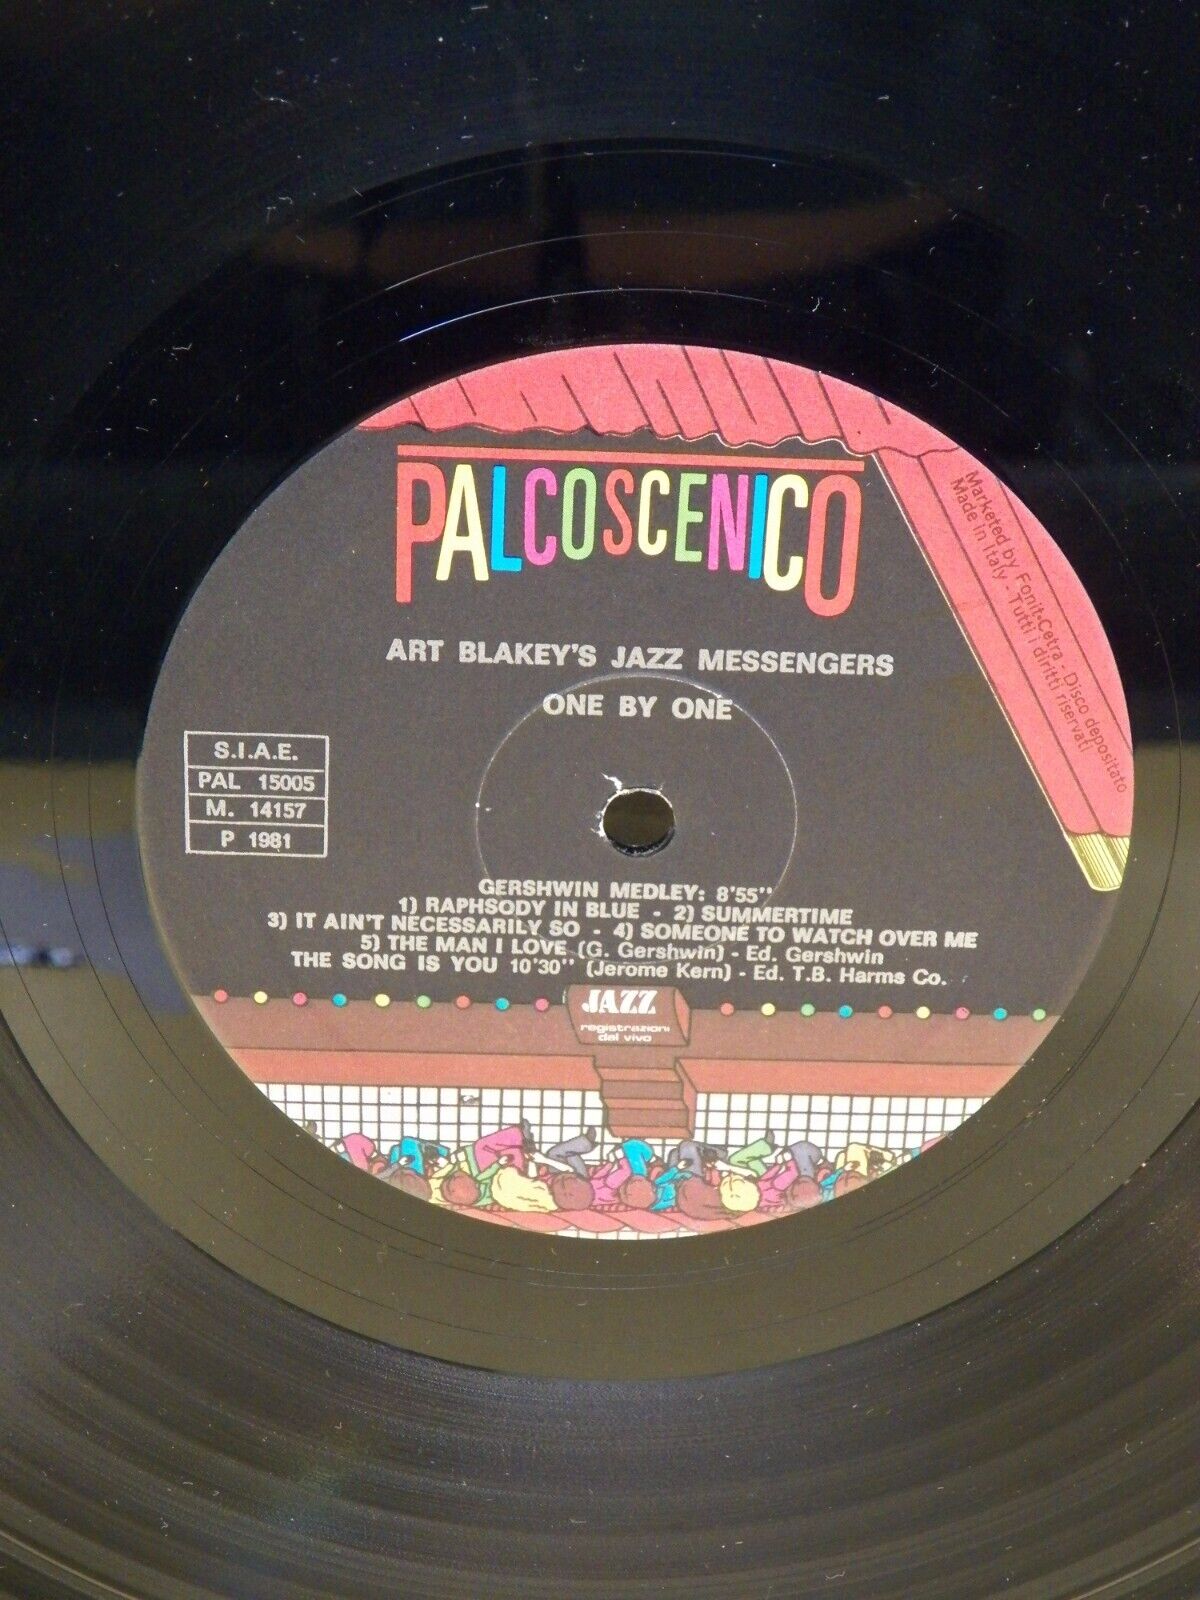 PALCOSCENICO
Marketed by Fonit-Cetra - Disco depositato
Made in Italy - Tutti i diritti riservati
ART BLAKEY'S JAZZ MESSENGERS
ONE BY ONE
S.I.A.E.
PAL 15005
M. 14157
P 1981
GERSHWIN MEDLEY: 8'55''
1) RAPHSODY IN BLUE - 2) SUMMERTIME
3) IT AIN'T NECESSARILY SO - 4) SOMEONE TO WATCH OVER ME
5) THE MAN I LOVE (G. Gershwin) - Ed. Gershwin
THE SONG IS YOU 10'30'' (Jerome Kern) - Ed. T.B. Harms Co.
JAZZ
registrazioni
dal vivo